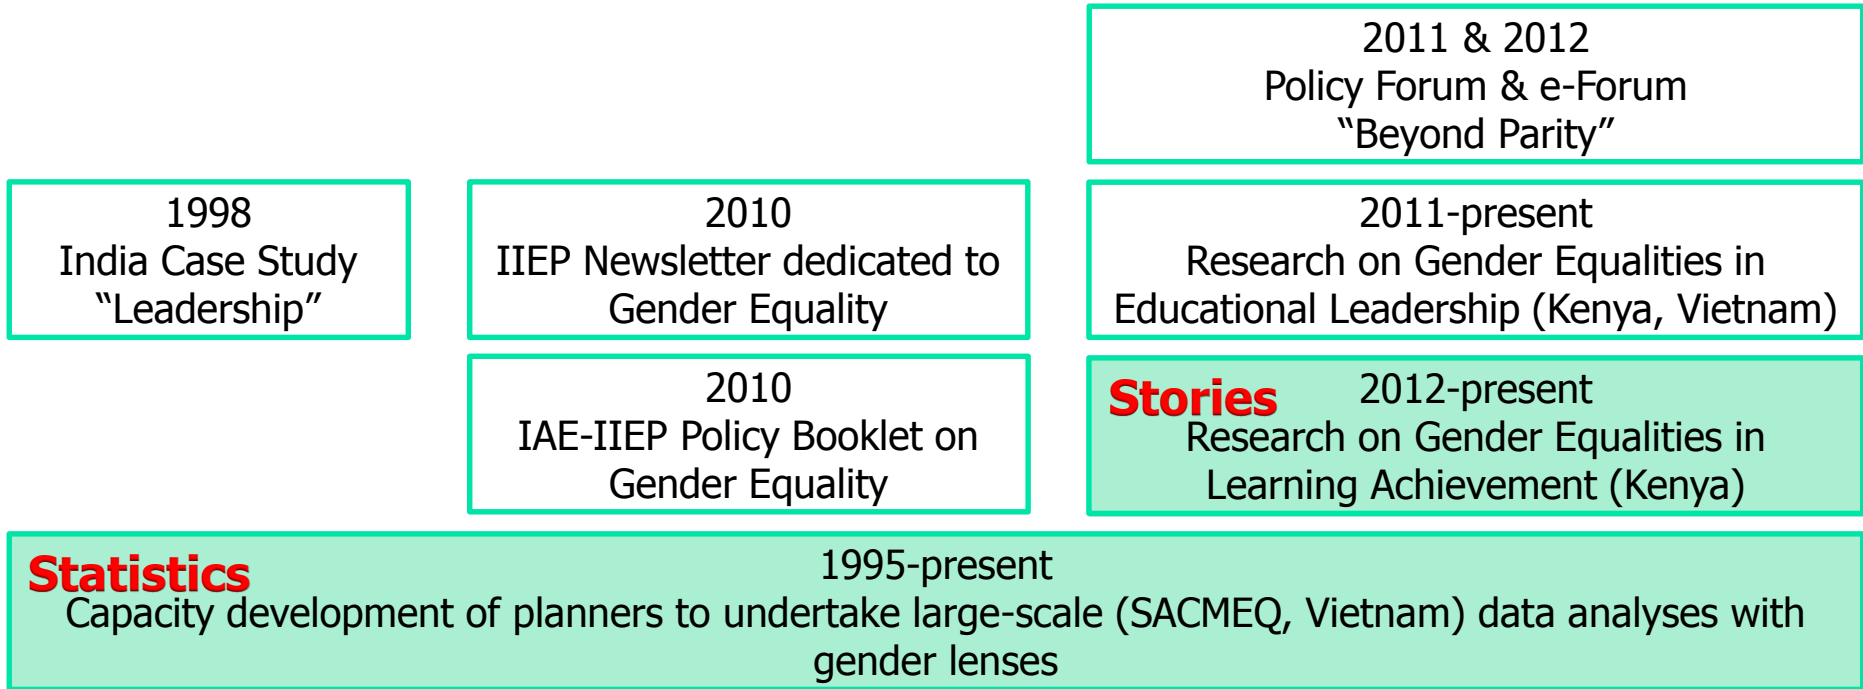 2011 & 2012
Policy Forum & e-Forum
“Beyond Parity”
1998
India Case Study
“Leadership”
2010
IIEP Newsletter dedicated to
Gender Equality
2011-present
Research on Gender Equalities in
Educational Leadership (Kenya, Vietnam)
2010
IAE-IIEP Policy Booklet on
Gender Equality
Stories
2012-present
Research on Gender Equalities in
Learning Achievement (Kenya)
Statistics
1995-present
Capacity development of planners to undertake large-scale (SACMEQ, Vietnam) data analyses with
gender lenses